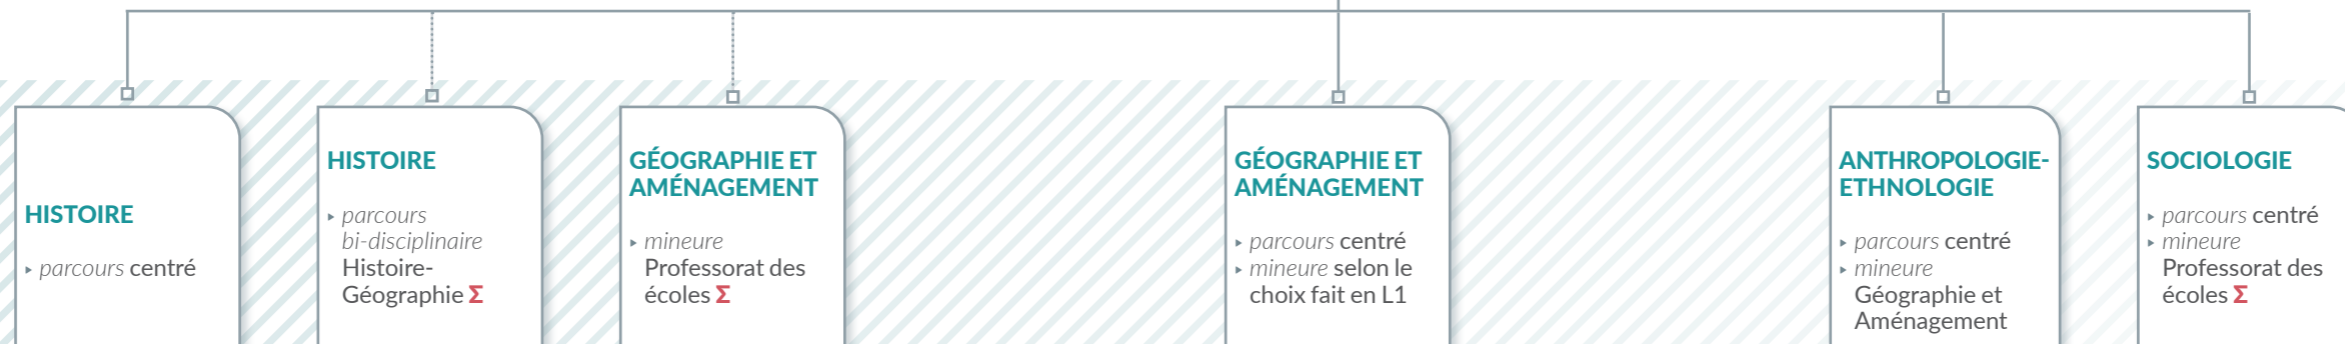 HISTOIRE
▸ parcours centré
HISTOIRE
▸ parcours
bi-disciplinaire
Histoire-
Géographie Σ
GÉOGRAPHIE ET
AMÉNAGEMENT
▸ mineure
Professorat des
écoles Σ
GÉOGRAPHIE ET
AMÉNAGEMENT
▸ parcours centré
▸ mineure selon le
choix fait en L1
ANTHROPOLOGIE-
ETHNOLOGIE
▸ parcours centré
▸ mineure
Géographie et
Aménagement
SOCIOLOGIE
▸ parcours centré
▸ mineure
Professorat des
écoles Σ